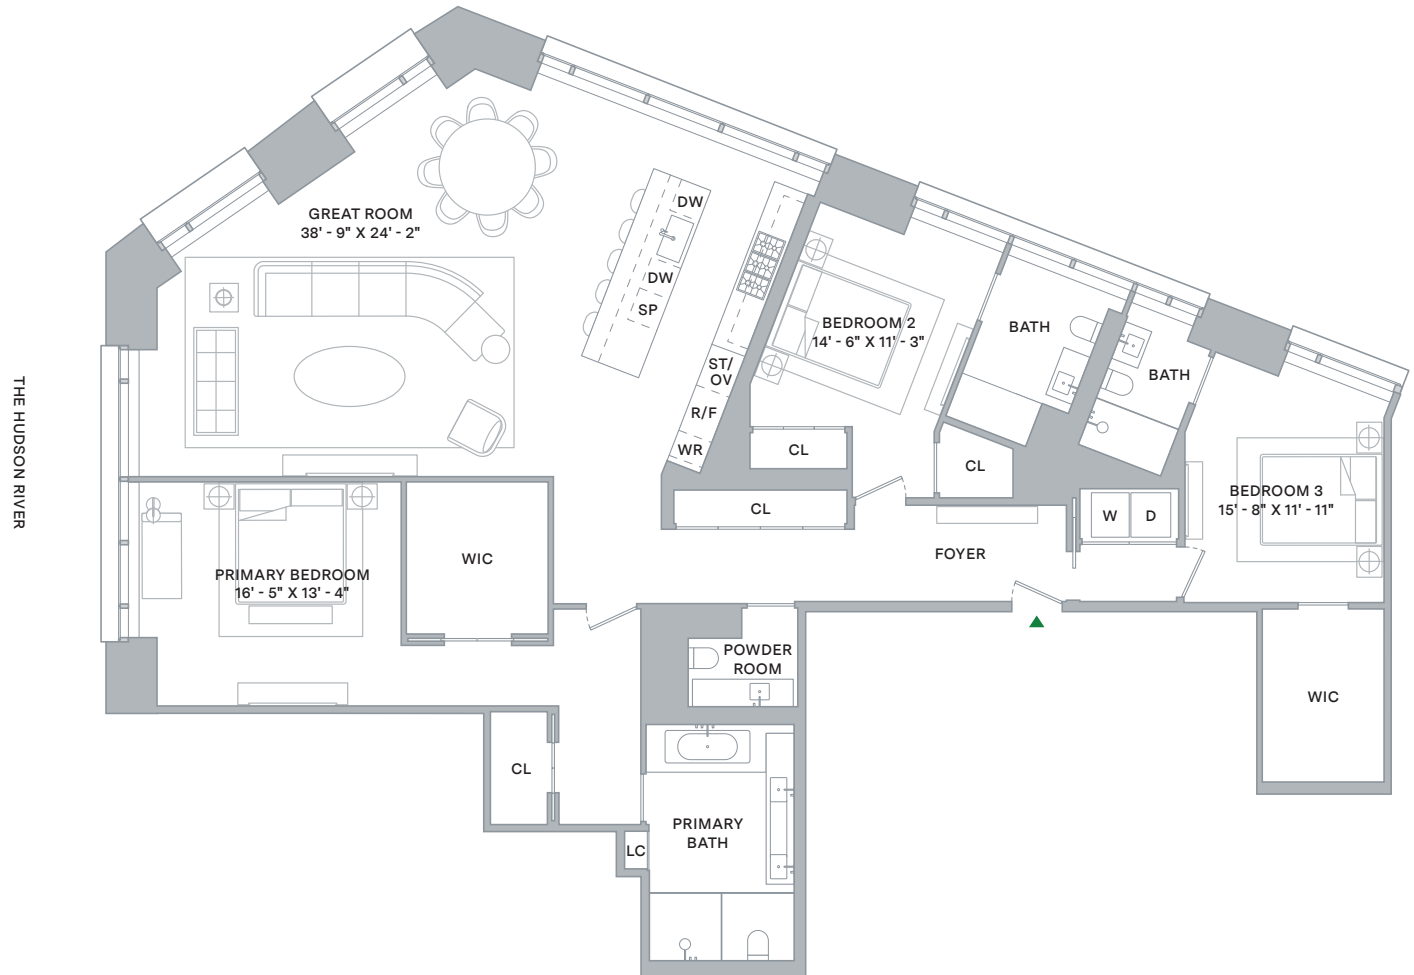 GREAT ROOM
38' - 9" X 24' - 2"
DW
DW
SP
ST/
OV
R/F
WR
BEDROOM 2
14' - 6" X 11' - 3"
BATH
BATH
CL
CL
CL
W
D
BEDROOM 3
15' - 8" X 11' - 11"
THE HUDSON RIVER
WIC
FOYER
PRIMARY BEDROOM
16' - 5" X 13' - 4"
POWDER
ROOM
WIC
CL
PRIMARY
BATH
LC